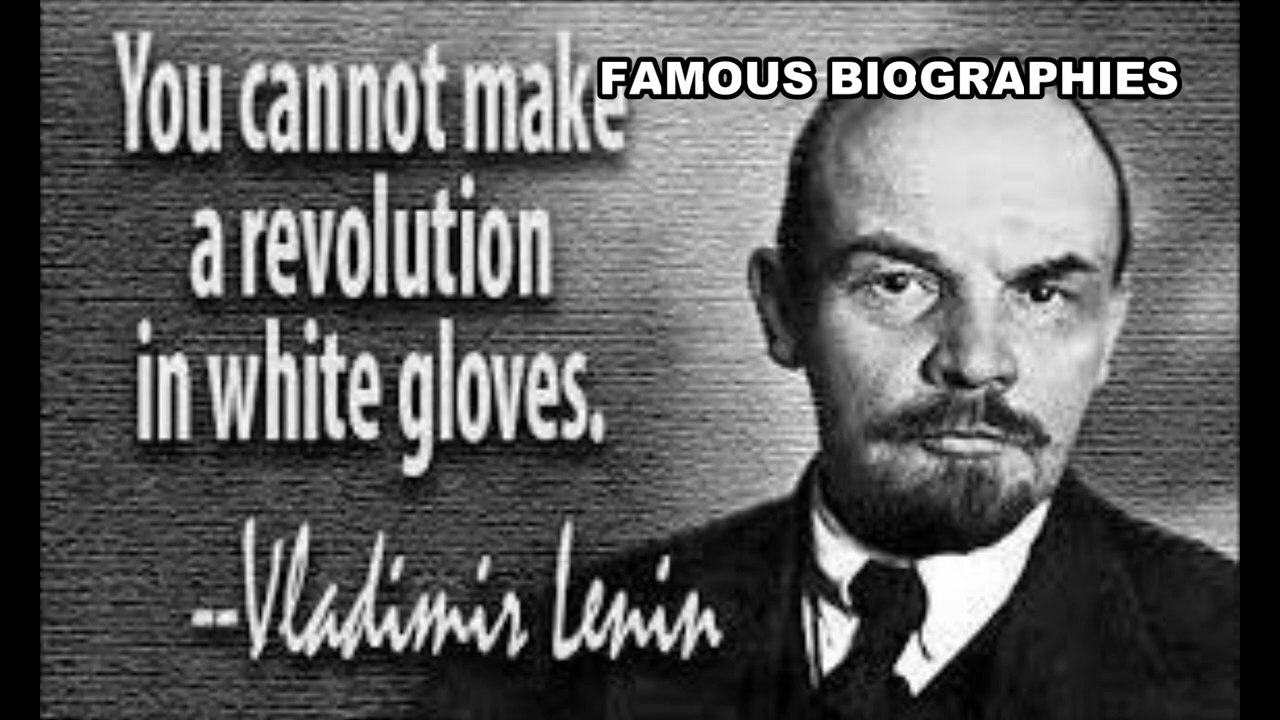 You cannot make
FAMOUS BIOGRAPHIES
a revolution
in white gloves.
--Vladimir Lenin